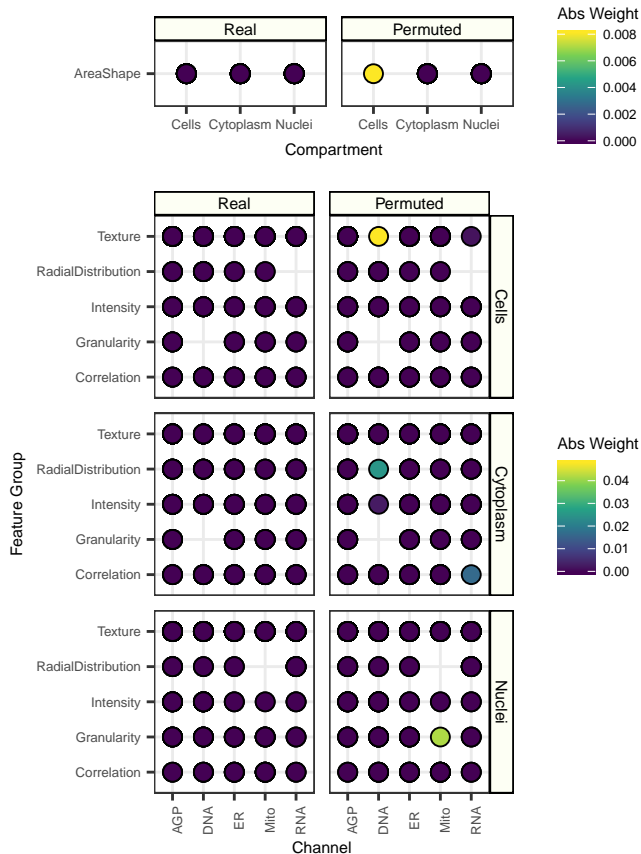 Real
Permuted
Abs Weight
0.008
0.006
0.004
0.002
0.000
AreaShape
Cells Cytoplasm Nuclei
Cells Cytoplasm Nuclei
Compartment
Real
Permuted
Feature Group
Texture
RadialDistribution
Intensity
Granularity
Correlation
Cells
Texture
RadialDistribution
Intensity
Granularity
Correlation
Cytoplasm
Abs Weight
0.04
0.03
0.02
0.01
0.00
Texture
RadialDistribution
Intensity
Granularity
Correlation
Nuclei
AGP
DNA
ER
Mito
RNA
AGP
DNA
ER
Mito
RNA
Channel